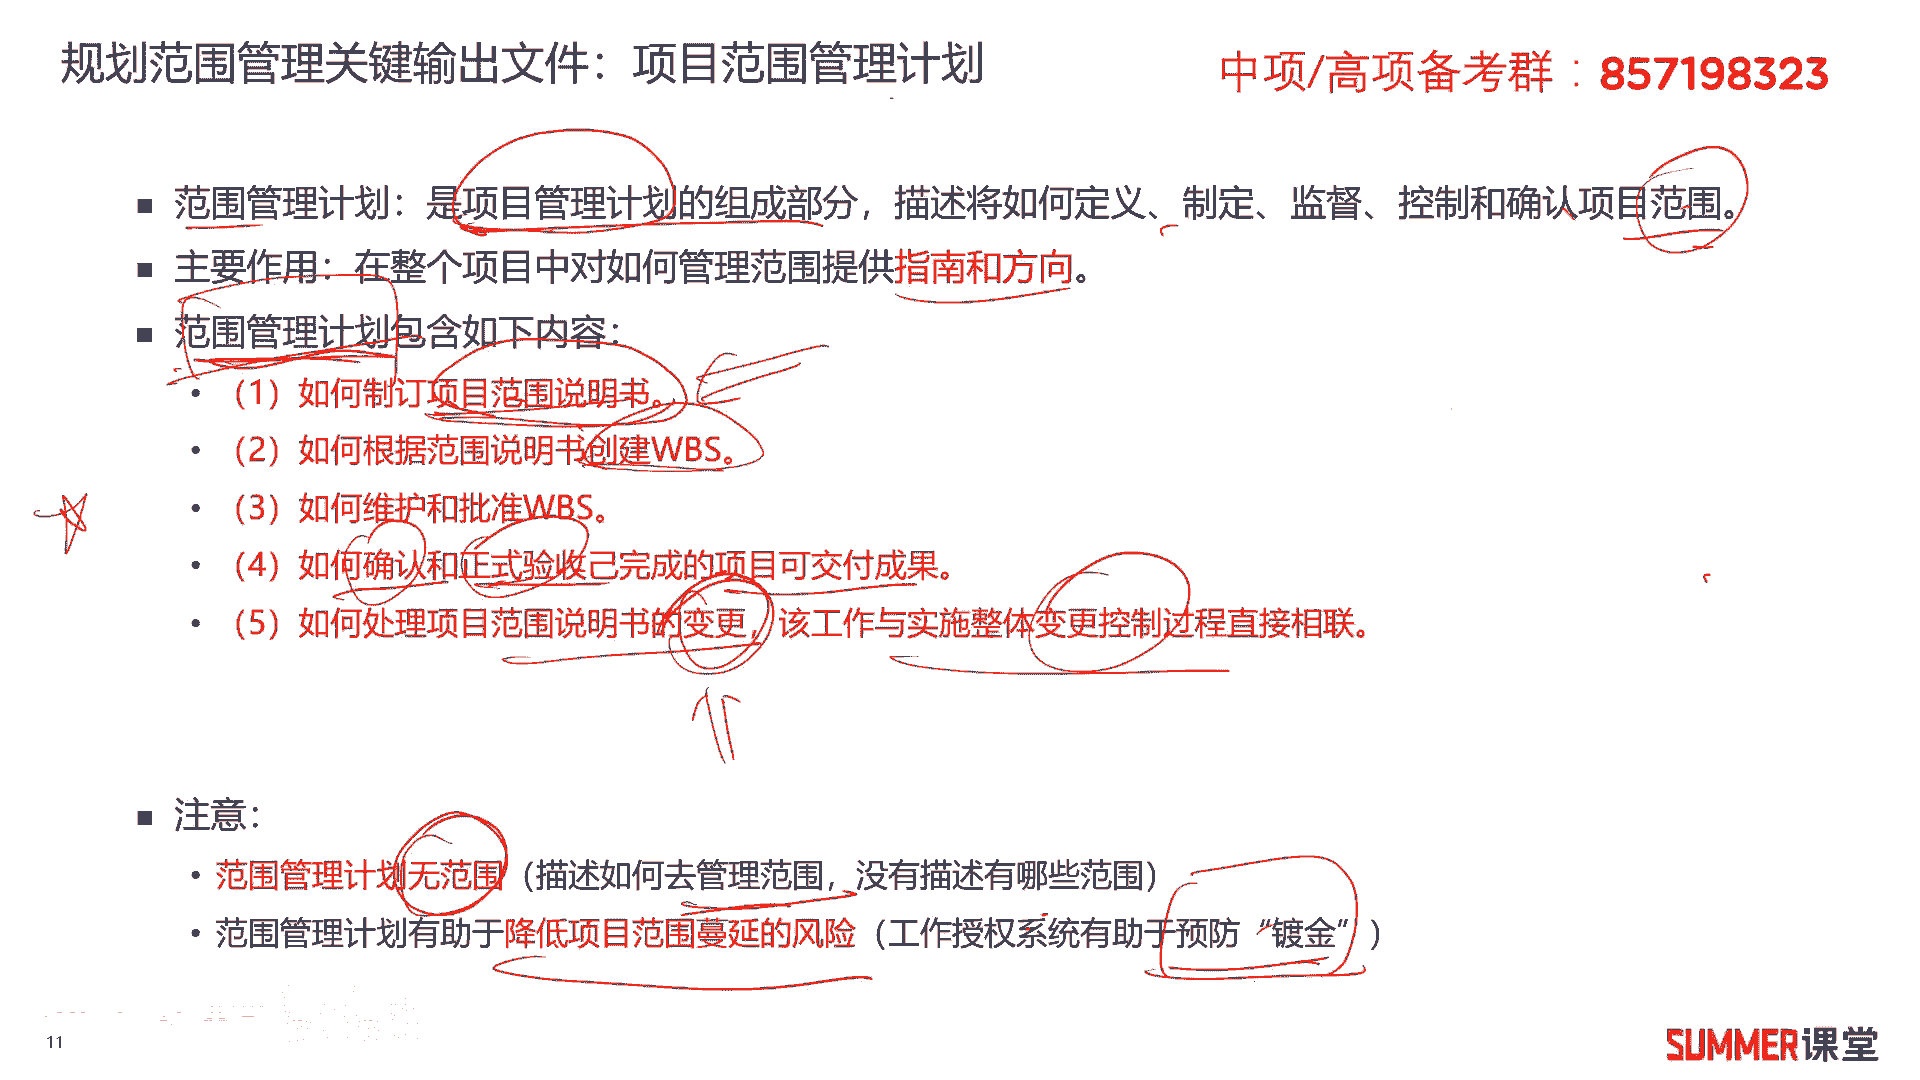 规划范围管理关键输出文件：项目范围管理计划
中项/高项备考群：857198323
■ 范围管理计划：是项目管理计划的组成部分，描述将如何定义、制定、监督、控制和确认项目范围。
■ 主要作用：在整个项目中对如何管理范围提供指南和方向。
■ 范围管理计划包含如下内容：
• （1）如何制订项目范围说明书。
• （2）如何根据范围说明书创建WBS。
• （3）如何维护和批准WBS。
• （4）如何确认和正式验收已完成的项目可交付成果。
• （5）如何处理项目范围说明书的变更，该工作与实施整体变更控制过程直接相联。
■ 注意：
• 范围管理计划无范围（描述如何去管理范围，没有描述有哪些范围）
• 范围管理计划有助于降低项目范围蔓延的风险（工作授权系统有助于预防“镀金”）
11
SUMMER课堂